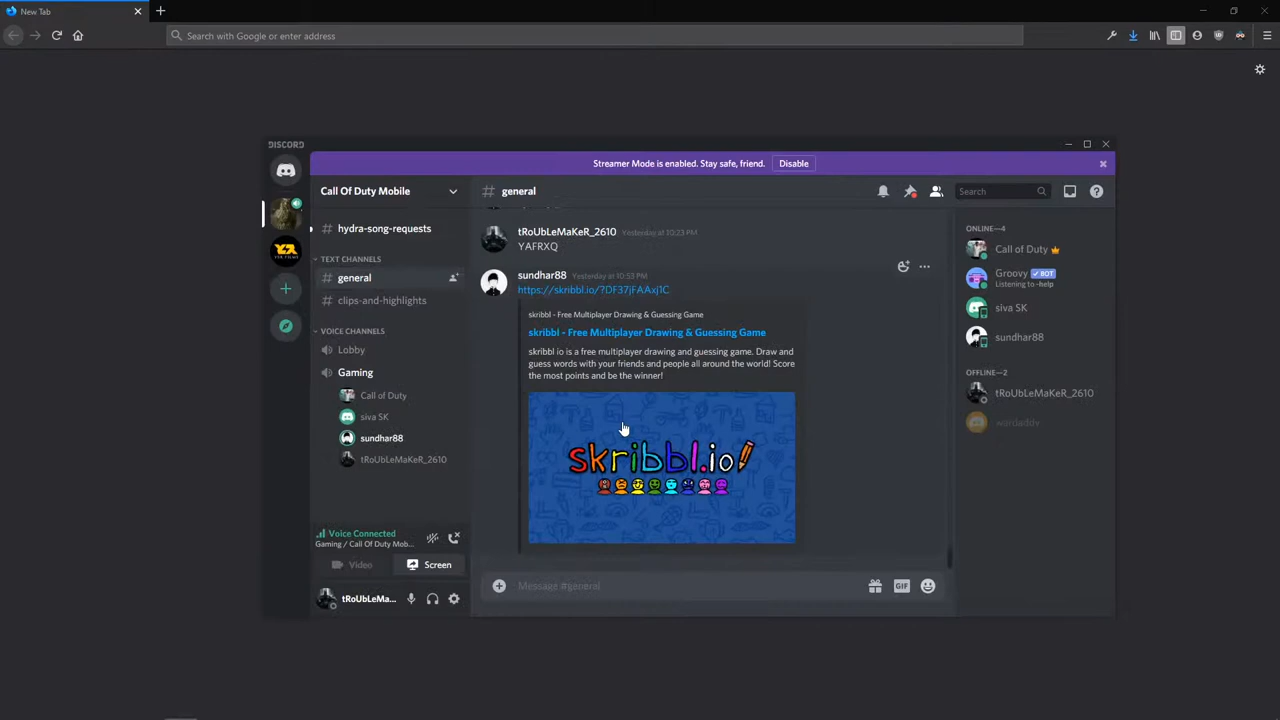 New Tab
Search with Google or enter address
DISCORD
Streamer Mode is enabled. Stay safe, friend.
Disable
Call Of Duty Mobile
# general
Search
hydra-song-requests
TEXT CHANNELS
# general
# clips-and-highlights
VOICE CHANNELS
Lobby
Gaming
Call of Duty
siva SK
sundhar88
tRoUbLeMaKeR_2610
Voice Connected
Gaming / Call Of Duty Mob...
Video
Screen
tRoUbLeMa...
tRoUbLeMaKeR_2610 Yesterday at 10:23 PM
YAFRXQ
sundhar88 Yesterday at 10:53 PM
https://skribbl.io/?DF37jFAAxj1C
skribbl - Free Multiplayer Drawing & Guessing Game
skribbl - Free Multiplayer Drawing & Guessing Game
skribbl io is a free multiplayer drawing and guessing game. Draw and
guess words with your friends and people all around the world! Score
the most points and be the winner!
skribbl.io
Message #general
GIF
ONLINE—4
Call of Duty
Groovy BOT
Listening to -help
siva SK
sundhar88
OFFLINE—2
tRoUbLeMaKeR_2610